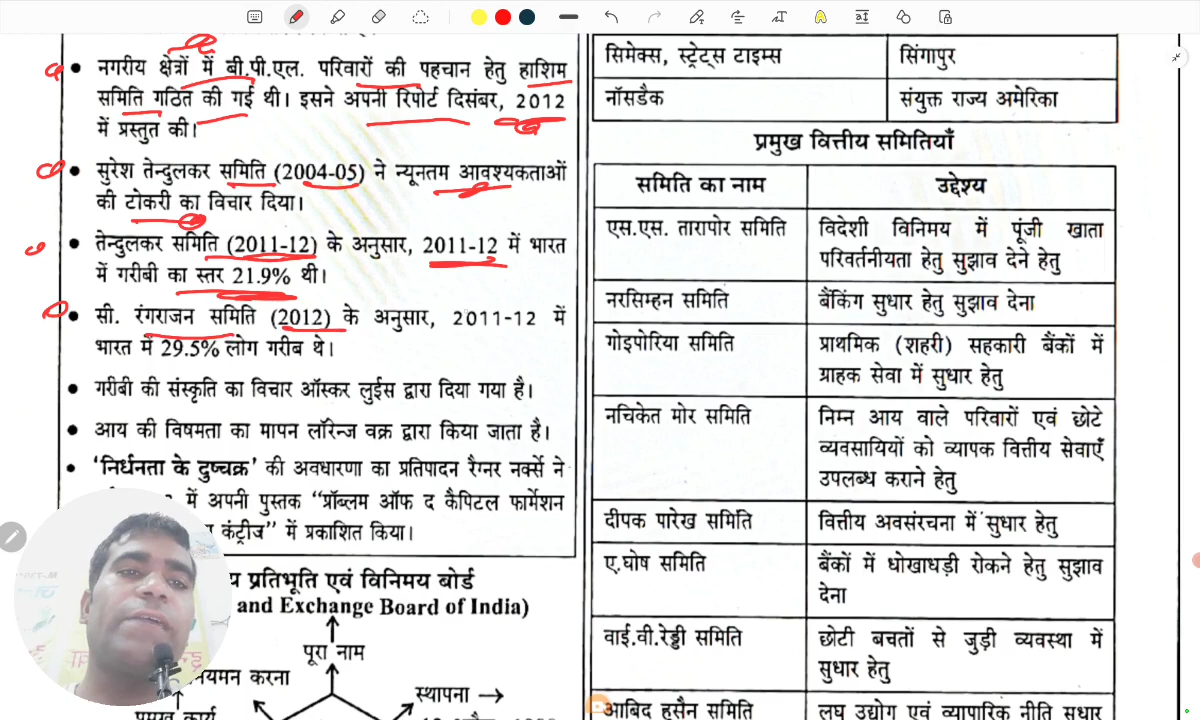 नगरीय क्षेत्रों में बी.पी.एल. परिवारों की पहचान हेतु हाशिम
समिति गठित की गई थी। इसने अपनी रिपोर्ट दिसंबर, 2012
में प्रस्तुत की।
सुरेश तेन्दुलकर समिति (2004-05) ने न्यूनतम आवश्यकताओं
की टोकरी का विचार दिया।
तेन्दुलकर समिति (2011-12) के अनुसार, 2011-12 में भारत
में गरीबी का स्तर 21.9% थी।
सी. रंगराजन समिति (2012) के अनुसार, 2011-12 में
भारत में 29.5% लोग गरीब थे।
गरीबी की संस्कृति का विचार ऑस्कर लुईस द्वारा दिया गया है।
आय की विषमता का मापन लॉरेन्ज वक्र द्वारा किया जाता है।
'निर्धनता के दुष्चक्र' की अवधारणा का प्रतिपादन रैग्नर नर्क्से ने
में अपनी पुस्तक "प्रॉब्लम ऑफ द कैपिटल फार्मेशन
कंट्रीज" में प्रकाशित किया।
प्रतिभूति एवं विनिमय बोर्ड
and Exchange Board of India)
पूरा नाम
करना
स्थापना
प्रमुख कार्य
सिमेक्स, स्ट्रेट्स टाइम्स सिंगापुर
नॉसडैक संयुक्त राज्य अमेरिका
प्रमुख वित्तीय समितियाँ
समिति का नाम उद्देश्य
एस.एस. तारापोर समिति विदेशी विनिमय में पूंजी खाता
परिवर्तनीयता हेतु सुझाव देने हेतु
नरसिम्हन समिति बैंकिंग सुधार हेतु सुझाव देना
गोइपोरिया समिति प्राथमिक (शहरी) सहकारी बैंकों में
ग्राहक सेवा में सुधार हेतु
नचिकेत मोर समिति निम्न आय वाले परिवारों एवं छोटे
व्यवसायियों को व्यापक वित्तीय सेवाएँ
उपलब्ध कराने हेतु
दीपक पारेख समिति वित्तीय अवसंरचना में सुधार हेतु
ए.घोष समिति बैंकों में धोखाधड़ी रोकने हेतु सुझाव
देना
वाई.वी.रेड्डी समिति छोटी बचतों से जुड़ी व्यवस्था में
सुधार हेतु
आबिद हुसैन समिति लघु उद्योग एवं व्यापारिक नीति सुधार